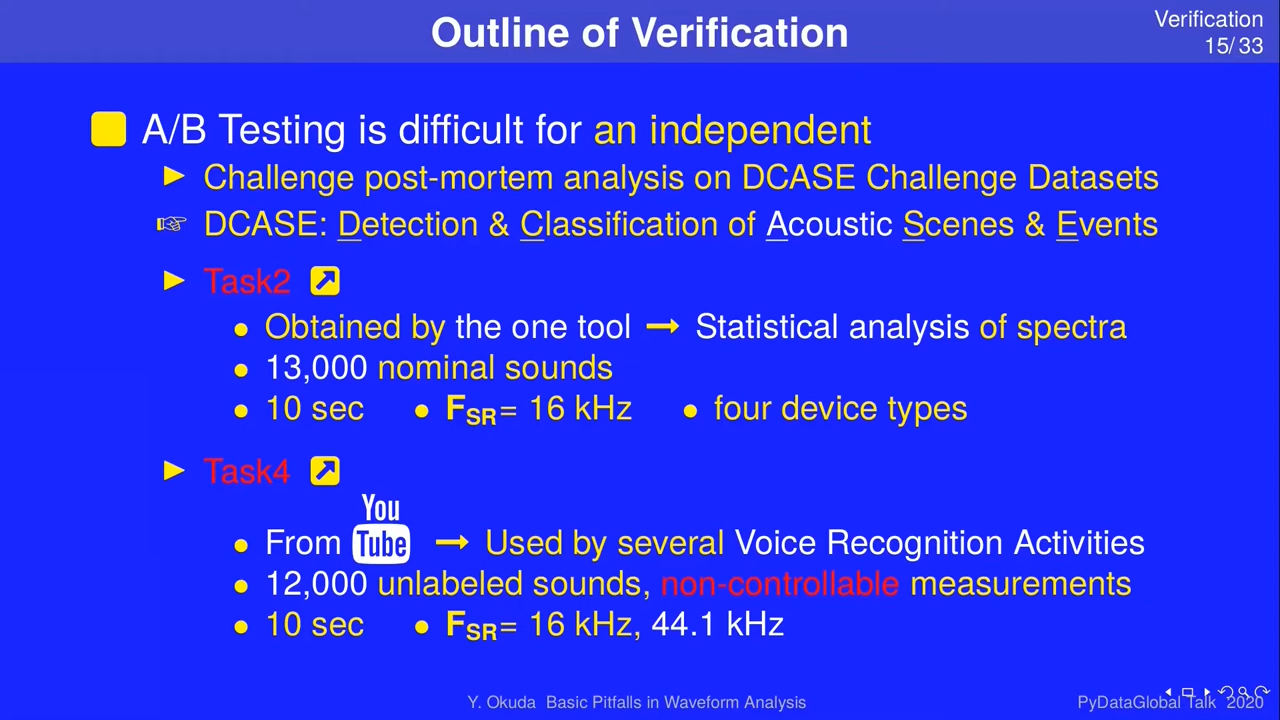 Outline of Verification
Verification
15/ 33
A/B Testing is difficult for an independent
Challenge post-mortem analysis on DCASE Challenge Datasets
DCASE: Detection & Classification of Acoustic Scenes & Events
Task2
Obtained by the one tool → Statistical analysis of spectra
13,000 nominal sounds
10 sec • FSR= 16 kHz • four device types
Task4
From YouTube → Used by several Voice Recognition Activities
12,000 unlabeled sounds, non-controllable measurements
10 sec • FSR= 16 kHz, 44.1 kHz
Y. Okuda Basic Pitfalls in Waveform Analysis
PyDataGlobal Talk 2020